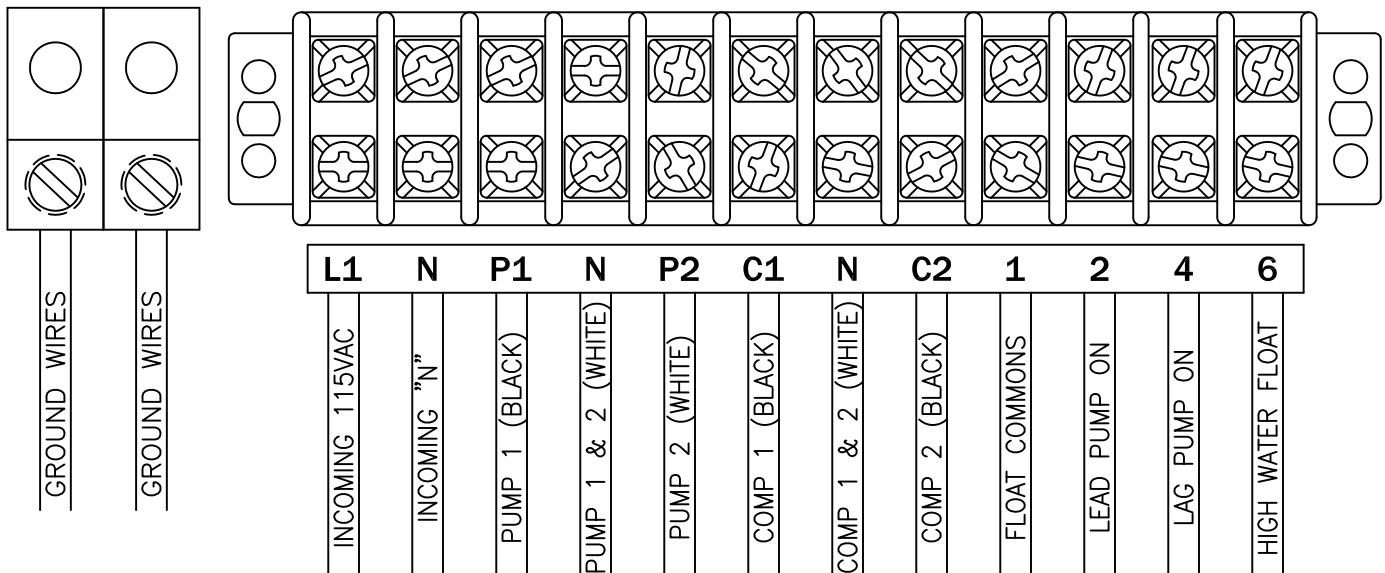 L1 N P1 N P2 C1 N C2 1 2 4 6
GROUND WIRES
GROUND WIRES
INCOMING 115VAC
INCOMING "N"
PUMP 1 (BLACK)
PUMP 1 & 2 (WHITE)
PUMP 2 (WHITE)
COMP 1 (BLACK)
COMP 1 & 2 (WHITE)
COMP 2 (BLACK)
FLOAT COMMONS
LEAD PUMP ON
LAG PUMP ON
HIGH WATER FLOAT